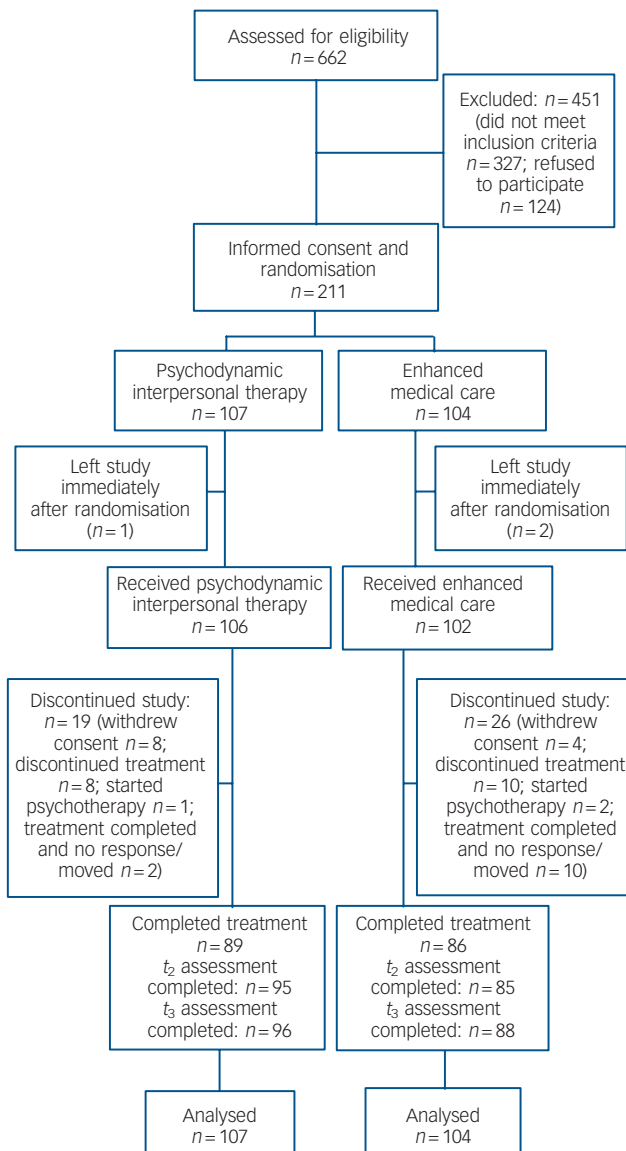 Assessed for eligibility
n=662
Excluded: n=451
(did not meet
inclusion criteria
n=327; refused
to participate
n=124)
Informed consent and
randomisation
n=211
Psychodynamic
interpersonal therapy
n=107
Enhanced
medical care
n=104
Left study
immediately
after randomisation
(n=1)
Left study
immediately
after randomisation
(n=2)
Received psychodynamic
interpersonal therapy
n=106
Received enhanced
medical care
n=102
Discontinued study:
n=19 (withdrew
consent n=8;
discontinued treatment
n=8; started
psychotherapy n=1;
treatment completed
and no response/
moved n=2)
Discontinued study:
n=26 (withdrew
consent n=4;
discontinued treatment
n=10; started
psychotherapy n=2;
treatment completed
and no response/
moved n=10)
Completed treatment
n=89
t2 assessment
completed: n=95
t3 assessment
completed: n=96
Completed treatment
n=86
t2 assessment
completed: n=85
t3 assessment
completed: n=88
Analysed
n=107
Analysed
n=104